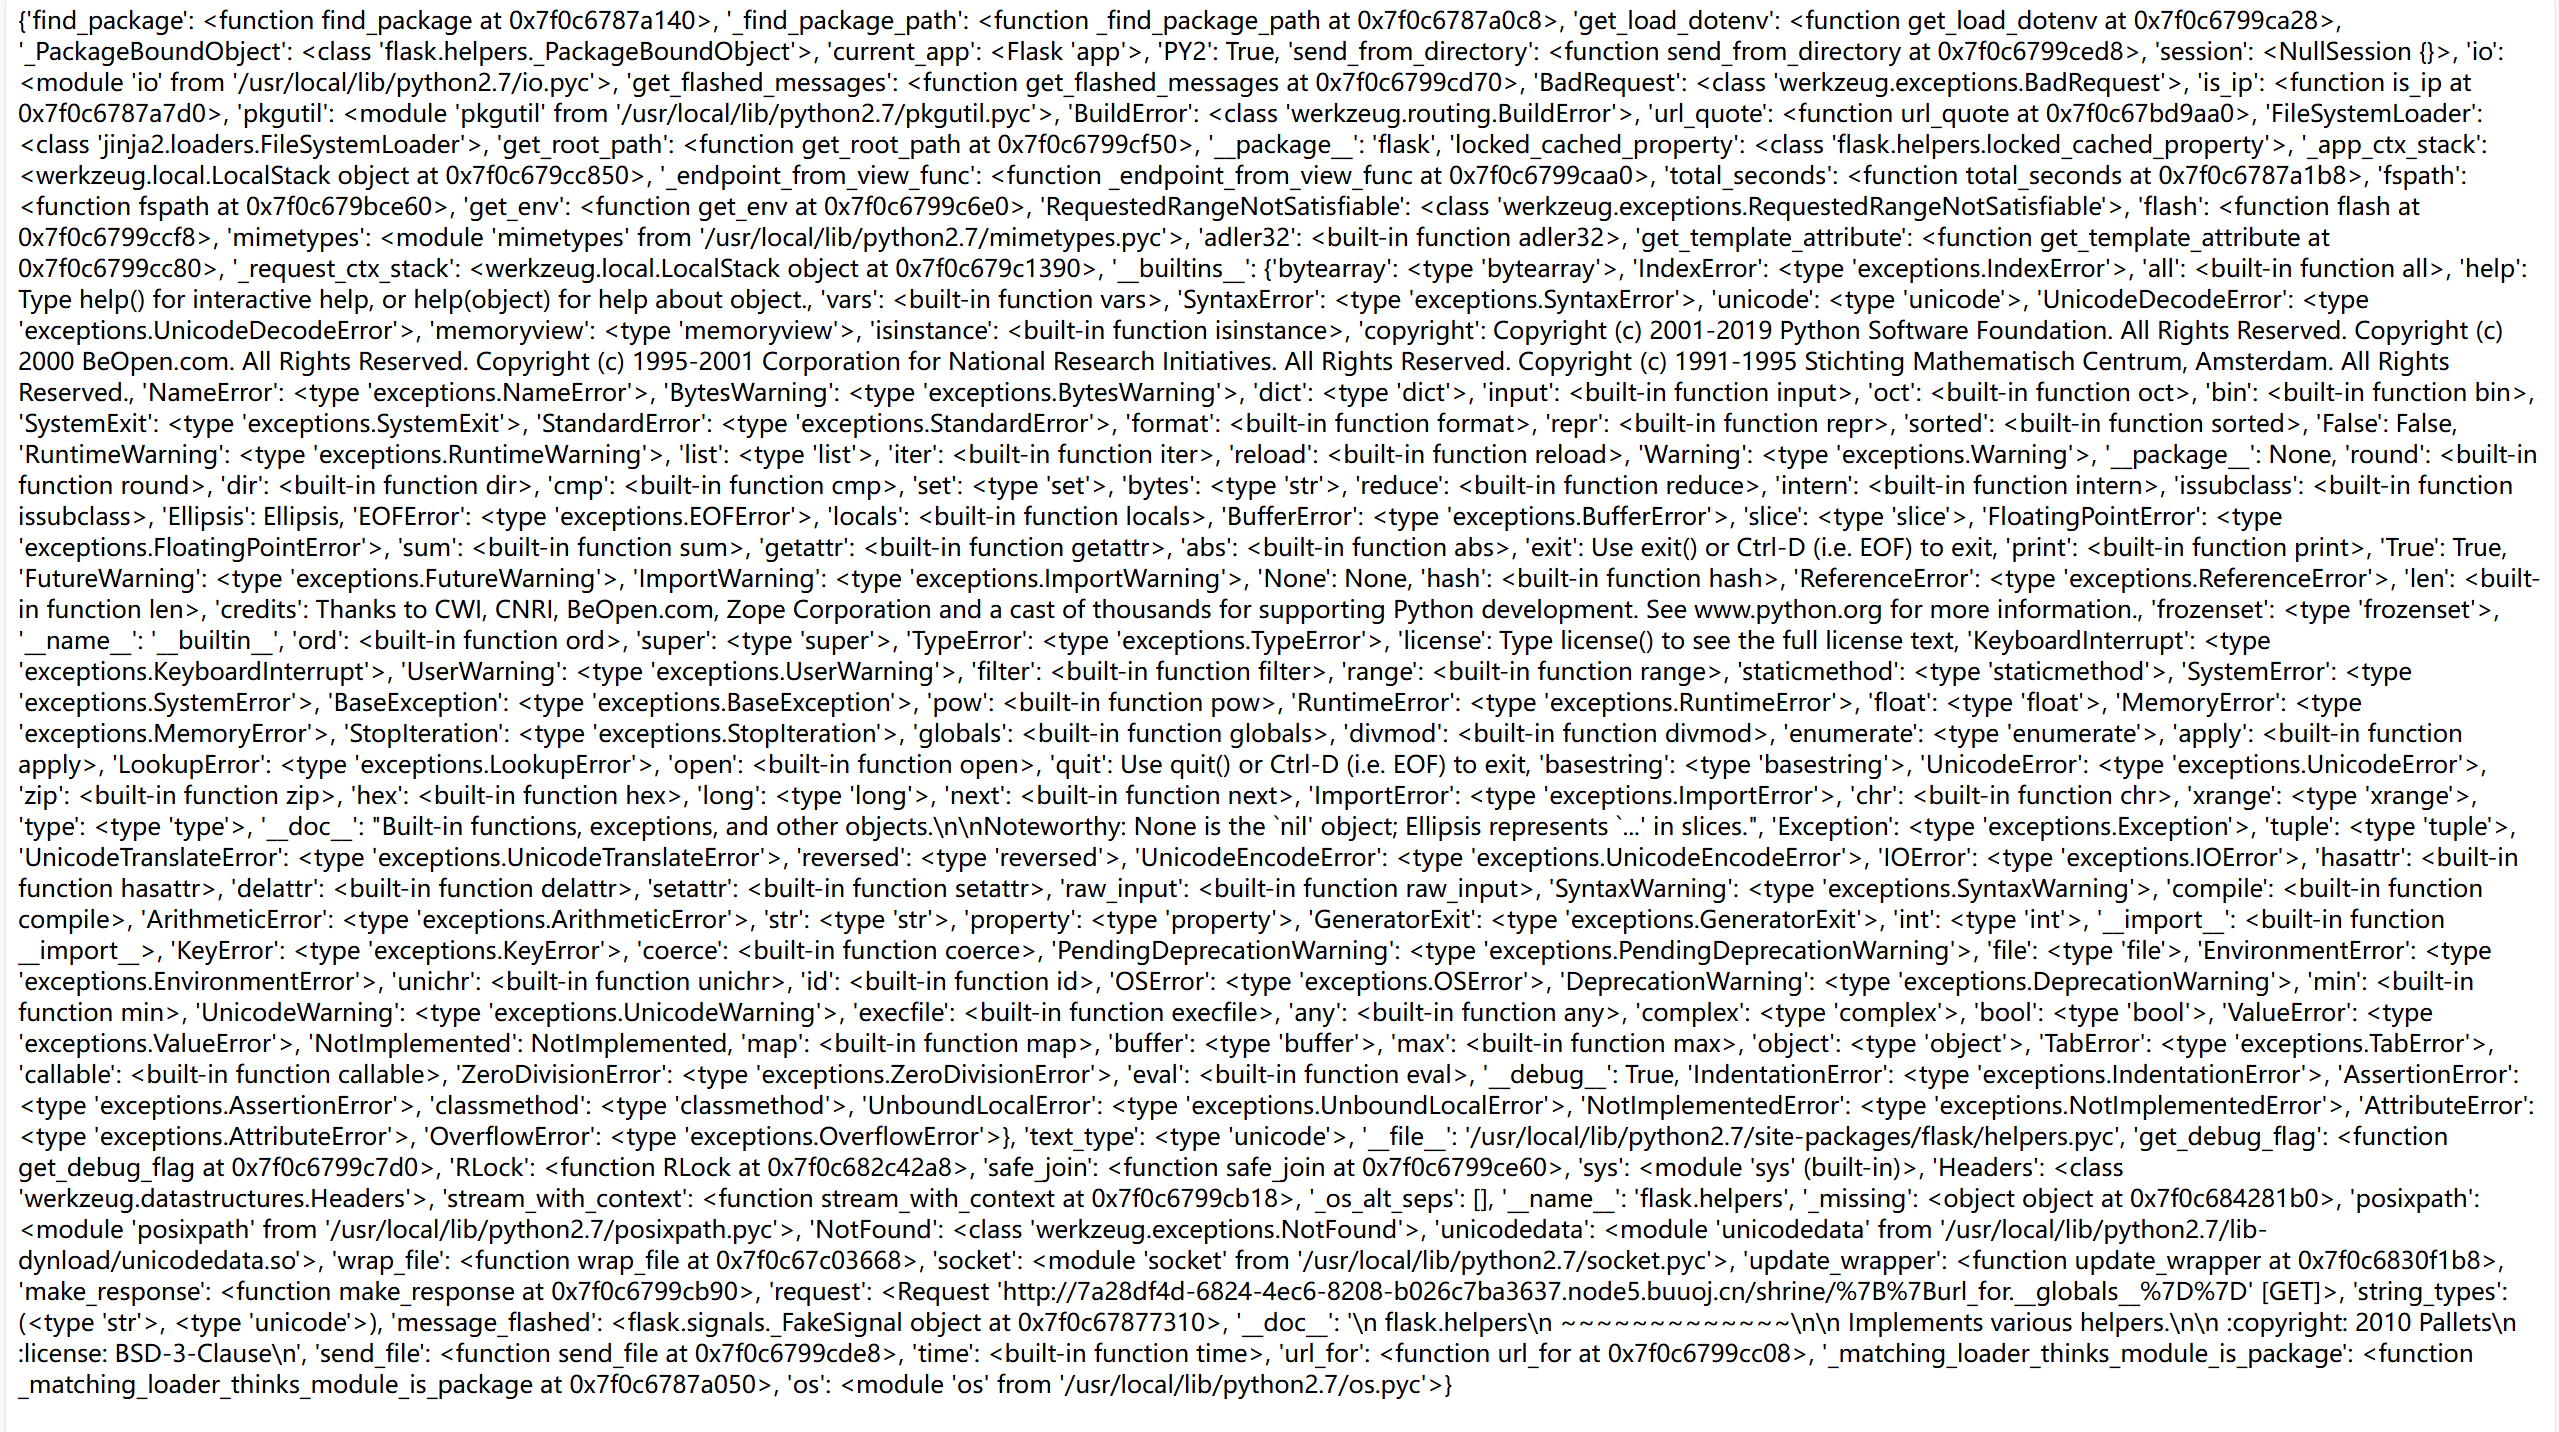 {'find_package': <function find_package at 0x7f0c6787a140>, '_find_package_path': <function _find_package_path at 0x7f0c6787a0c8>, 'get_load_dotenv': <function get_load_dotenv at 0x7f0c6799ca28>,
'_PackageBoundObject': <class 'flask.helpers._PackageBoundObject'>, 'current_app': <Flask 'app'>, 'PY2': True, 'send_from_directory': <function send_from_directory at 0x7f0c6799ced8>, 'session': <NullSession {}>, 'io':
<module 'io' from '/usr/local/lib/python2.7/io.pyc'>, 'get_flashed_messages': <function get_flashed_messages at 0x7f0c6799cd70>, 'BadRequest': <class 'werkzeug.exceptions.BadRequest'>, 'is_ip': <function is_ip at
0x7f0c6787a7d0>, 'pkgutil': <module 'pkgutil' from '/usr/local/lib/python2.7/pkgutil.pyc'>, 'BuildError': <class 'werkzeug.routing.BuildError'>, 'url_quote': <function url_quote at 0x7f0c67bd9aa0>, 'FileSystemLoader':
<class 'jinja2.loaders.FileSystemLoader'>, 'get_root_path': <function get_root_path at 0x7f0c6799cf50>, '__package__': 'flask', 'locked_cached_property': <class 'flask.helpers.locked_cached_property'>, '_app_ctx_stack':
<werkzeug.local.LocalStack object at 0x7f0c679cc850>, '_endpoint_from_view_func': <function _endpoint_from_view_func at 0x7f0c6799caa0>, 'total_seconds': <function total_seconds at 0x7f0c6787a1b8>, 'fspath':
<function fspath at 0x7f0c679bce60>, 'get_env': <function get_env at 0x7f0c6799c6e0>, 'RequestedRangeNotSatisfiable': <class 'werkzeug.exceptions.RequestedRangeNotSatisfiable'>, 'flash': <function flash at
0x7f0c6799ccf8>, 'mimetypes': <module 'mimetypes' from '/usr/local/lib/python2.7/mimetypes.pyc'>, 'adler32': <built-in function adler32>, 'get_template_attribute': <function get_template_attribute at
0x7f0c6799cc80>, '_request_ctx_stack': <werkzeug.local.LocalStack object at 0x7f0c679c1390>, '__builtins__': {'bytearray': <type 'bytearray'>, 'IndexError': <type 'exceptions.IndexError'>, 'all': <built-in function all>, 'help':
Type help() for interactive help, or help(object) for help about object., 'vars': <built-in function vars>, 'SyntaxError': <type 'exceptions.SyntaxError'>, 'unicode': <type 'unicode'>, 'UnicodeDecodeError': <type
'exceptions.UnicodeDecodeError'>, 'memoryview': <type 'memoryview'>, 'isinstance': <built-in function isinstance>, 'copyright': Copyright (c) 2001-2019 Python Software Foundation. All Rights Reserved. Copyright (c)
2000 BeOpen.com. All Rights Reserved. Copyright (c) 1995-2001 Corporation for National Research Initiatives. All Rights Reserved. Copyright (c) 1991-1995 Stichting Mathematisch Centrum, Amsterdam. All Rights
Reserved., 'NameError': <type 'exceptions.NameError'>, 'BytesWarning': <type 'exceptions.BytesWarning'>, 'dict': <type 'dict'>, 'input': <built-in function input>, 'oct': <built-in function oct>, 'bin': <built-in function bin>,
'SystemExit': <type 'exceptions.SystemExit'>, 'StandardError': <type 'exceptions.StandardError'>, 'format': <built-in function format>, 'repr': <built-in function repr>, 'sorted': <built-in function sorted>, 'False': False,
'RuntimeWarning': <type 'exceptions.RuntimeWarning'>, 'list': <type 'list'>, 'iter': <built-in function iter>, 'reload': <built-in function reload>, 'Warning': <type 'exceptions.Warning'>, '__package__': None, 'round': <built-in
function round>, 'dir': <built-in function dir>, 'cmp': <built-in function cmp>, 'set': <type 'set'>, 'bytes': <type 'str'>, 'reduce': <built-in function reduce>, 'intern': <built-in function intern>, 'issubclass': <built-in function
issubclass>, 'Ellipsis': Ellipsis, 'EOFError': <type 'exceptions.EOFError'>, 'locals': <built-in function locals>, 'BufferError': <type 'exceptions.BufferError'>, 'slice': <type 'slice'>, 'FloatingPointError': <type
'exceptions.FloatingPointError'>, 'sum': <built-in function sum>, 'getattr': <built-in function getattr>, 'abs': <built-in function abs>, 'exit': Use exit() or Ctrl-D (i.e. EOF) to exit, 'print': <built-in function print>, 'True': True,
'FutureWarning': <type 'exceptions.FutureWarning'>, 'ImportWarning': <type 'exceptions.ImportWarning'>, 'None': None, 'hash': <built-in function hash>, 'ReferenceError': <type 'exceptions.ReferenceError'>, 'len': <built-
in function len>, 'credits': Thanks to CWI, CNRI, BeOpen.com, Zope Corporation and a cast of thousands for supporting Python development. See www.python.org for more information., 'frozenset': <type 'frozenset'>,
'__name__': '__builtin__', 'ord': <built-in function ord>, 'super': <type 'super'>, 'TypeError': <type 'exceptions.TypeError'>, 'license': Type license() to see the full license text, 'KeyboardInterrupt': <type
'exceptions.KeyboardInterrupt'>, 'UserWarning': <type 'exceptions.UserWarning'>, 'filter': <built-in function filter>, 'range': <built-in function range>, 'staticmethod': <type 'staticmethod'>, 'SystemError': <type
'exceptions.SystemError'>, 'BaseException': <type 'exceptions.BaseException'>, 'pow': <built-in function pow>, 'RuntimeError': <type 'exceptions.RuntimeError'>, 'float': <type 'float'>, 'MemoryError': <type
'exceptions.MemoryError'>, 'StopIteration': <type 'exceptions.StopIteration'>, 'globals': <built-in function globals>, 'divmod': <built-in function divmod>, 'enumerate': <type 'enumerate'>, 'apply': <built-in function
apply>, 'LookupError': <type 'exceptions.LookupError'>, 'open': <built-in function open>, 'quit': Use quit() or Ctrl-D (i.e. EOF) to exit, 'basestring': <type 'basestring'>, 'UnicodeError': <type 'exceptions.UnicodeError'>,
'zip': <built-in function zip>, 'hex': <built-in function hex>, 'long': <type 'long'>, 'next': <built-in function next>, 'ImportError': <type 'exceptions.ImportError'>, 'chr': <built-in function chr>, 'xrange': <type 'xrange'>,
'type': <type 'type'>, '__doc__': "Built-in functions, exceptions, and other objects.\n\nNoteworthy: None is the `nil' object; Ellipsis represents `...' in slices.", 'Exception': <type 'exceptions.Exception'>, 'tuple': <type 'tuple'>,
'UnicodeTranslateError': <type 'exceptions.UnicodeTranslateError'>, 'reversed': <type 'reversed'>, 'UnicodeEncodeError': <type 'exceptions.UnicodeEncodeError'>, 'IOError': <type 'exceptions.IOError'>, 'hasattr': <built-in
function hasattr>, 'delattr': <built-in function delattr>, 'setattr': <built-in function setattr>, 'raw_input': <built-in function raw_input>, 'SyntaxWarning': <type 'exceptions.SyntaxWarning'>, 'compile': <built-in function
compile>, 'ArithmeticError': <type 'exceptions.ArithmeticError'>, 'str': <type 'str'>, 'property': <type 'property'>, 'GeneratorExit': <type 'exceptions.GeneratorExit'>, 'int': <type 'int'>, '__import__': <built-in function
__import__>, 'KeyError': <type 'exceptions.KeyError'>, 'coerce': <built-in function coerce>, 'PendingDeprecationWarning': <type 'exceptions.PendingDeprecationWarning'>, 'file': <type 'file'>, 'EnvironmentError': <type
'exceptions.EnvironmentError'>, 'unichr': <built-in function unichr>, 'id': <built-in function id>, 'OSError': <type 'exceptions.OSError'>, 'DeprecationWarning': <type 'exceptions.DeprecationWarning'>, 'min': <built-in
function min>, 'UnicodeWarning': <type 'exceptions.UnicodeWarning'>, 'execfile': <built-in function execfile>, 'any': <built-in function any>, 'complex': <type 'complex'>, 'bool': <type 'bool'>, 'ValueError': <type
'exceptions.ValueError'>, 'NotImplemented': NotImplemented, 'map': <built-in function map>, 'buffer': <type 'buffer'>, 'max': <built-in function max>, 'object': <type 'object'>, 'TabError': <type 'exceptions.TabError'>,
'callable': <built-in function callable>, 'ZeroDivisionError': <type 'exceptions.ZeroDivisionError'>, 'eval': <built-in function eval>, '__debug__': True, 'IndentationError': <type 'exceptions.IndentationError'>, 'AssertionError':
<type 'exceptions.AssertionError'>, 'classmethod': <type 'classmethod'>, 'UnboundLocalError': <type 'exceptions.UnboundLocalError'>, 'NotImplementedError': <type 'exceptions.NotImplementedError'>, 'AttributeError':
<type 'exceptions.AttributeError'>, 'OverflowError': <type 'exceptions.OverflowError'>}, 'text_type': <type 'unicode'>, '__file__': '/usr/local/lib/python2.7/site-packages/flask/helpers.pyc', 'get_debug_flag': <function
get_debug_flag at 0x7f0c6799c7d0>, 'RLock': <function RLock at 0x7f0c682c42a8>, 'safe_join': <function safe_join at 0x7f0c6799ce60>, 'sys': <module 'sys' (built-in)>, 'Headers': <class
'werkzeug.datastructures.Headers'>, 'stream_with_context': <function stream_with_context at 0x7f0c6799cb18>, '_os_alt_seps': [], '__name__': 'flask.helpers', '_missing': <object object at 0x7f0c684281b0>, 'posixpath':
<module 'posixpath' from '/usr/local/lib/python2.7/posixpath.pyc'>, 'NotFound': <class 'werkzeug.exceptions.NotFound'>, 'unicodedata': <module 'unicodedata' from '/usr/local/lib/python2.7/lib-
dynload/unicodedata.so'>, 'wrap_file': <function wrap_file at 0x7f0c67c03668>, 'socket': <module 'socket' from '/usr/local/lib/python2.7/socket.pyc'>, 'update_wrapper': <function update_wrapper at 0x7f0c6830f1b8>,
'make_response': <function make_response at 0x7f0c6799cb90>, 'request': <Request 'http://7a28df4d-6824-4ec6-8208-b026c7ba3637.node5.buuoj.cn/shrine/%7B%7Burl_for.__globals__%7D%7D' [GET]>, 'string_types':
(<type 'str'>, <type 'unicode'>), 'message_flashed': <flask.signals._FakeSignal object at 0x7f0c67877310>, '__doc__': '\n flask.helpers\n ~~~~~~~~~~~~~\n\n Implements various helpers.\n\n :copyright: 2010 Pallets\n
:license: BSD-3-Clause\n', 'send_file': <function send_file at 0x7f0c6799cde8>, 'time': <built-in function time>, 'url_for': <function url_for at 0x7f0c6799cc08>, '_matching_loader_thinks_module_is_package': <function
_matching_loader_thinks_module_is_package at 0x7f0c6787a050>, 'os': <module 'os' from '/usr/local/lib/python2.7/os.pyc'>}